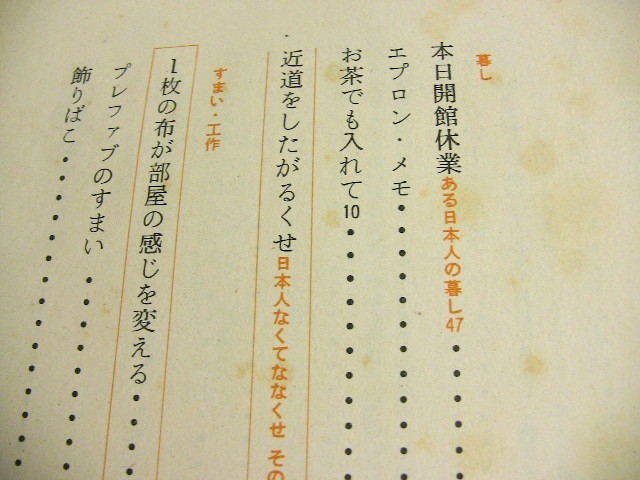 暮し
本日開館休業 ある日本人の暮し47・・・
エプロン・メモ・・・・・・・・・
お茶でも入れて10・・・・・・・・
近道をしたがるくせ 日本人なくてななくせ その
すまい・工作
1枚の布が部屋の感じを変える・・・・
プレファブのすまい・・・・・・・
飾りばこ・・・・・・・・・・・・